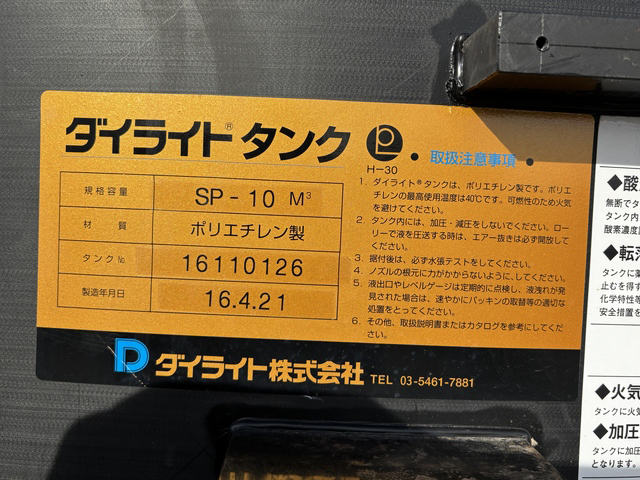 ダイライト® タンク
規格容量 SP-10 M³
材質 ポリエチレン製
タンク№ 16110126
製造年月日 16.4.21
H-30
● 取扱注意事項 ●
1. ダイライト®タンクは、ポリエチレン製です。ポリエ
チレンの最高使用温度は40℃です。可燃性のため火気
を避けてください。
2. タンク内には、加圧・減圧をしないでください。ロー
リーで液を圧送する時は、エアー抜きは必ず開放して
ください。
3. 据付後は、必ず水張テストをしてください。
4. ノズルの根元に力がかからないように、してください。
5. 液出口やレベルゲージは定期的に点検し、液洩れが発
見された場合は、速やかにパッキンの取替等の適切な
処置をとってください。
6. その他、取扱説明書またはカタログを参考にしてくだ
さい。
ダイライト株式会社 TEL 03-5461-7881
◆酸
無断でタ
タンク内
酸素濃度
◆転落
タンクに
止むを得ず
化学特性等
安全措置を
◆火気
タンクに火気
◆加圧
タンクに加圧
となります。